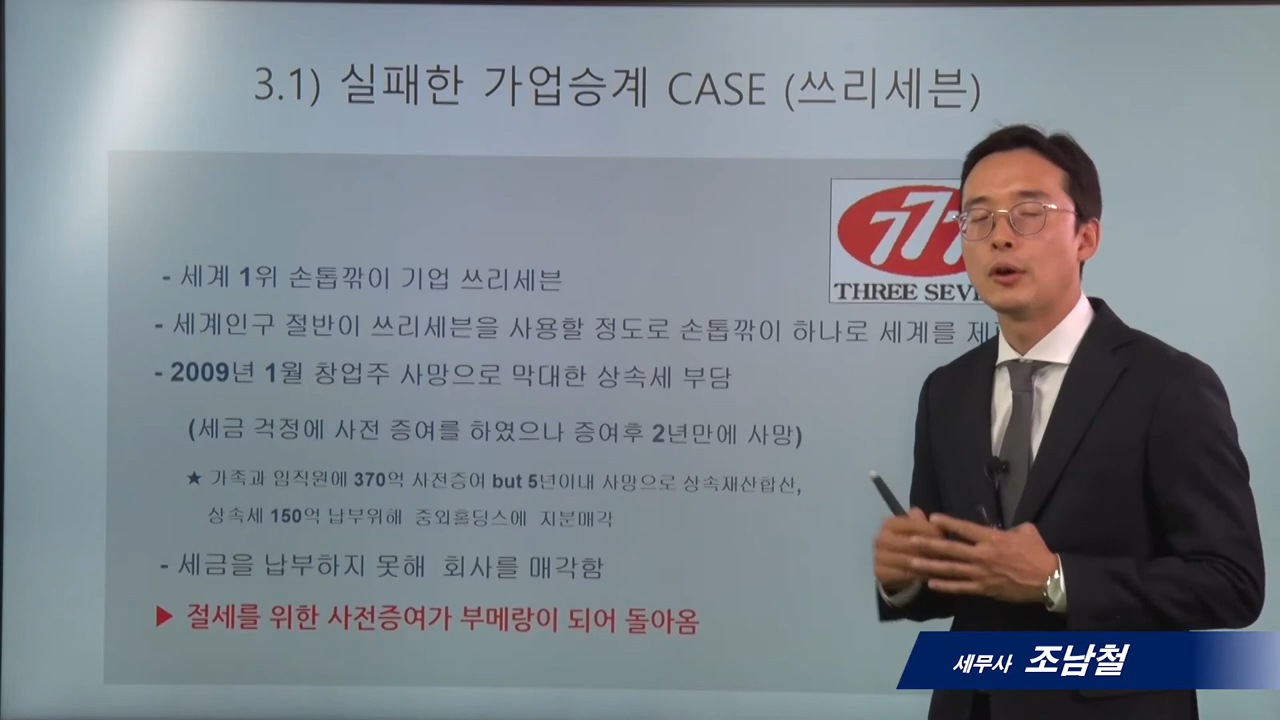 3.1) 실패한 가업승계 CASE (쓰리세븐)
777
THREE SEV
- 세계 1위 손톱깎이 기업 쓰리세븐
- 세계인구 절반이 쓰리세븐을 사용할 정도로 손톱깎이 하나로 세계를
- 2009년 1월 창업주 사망으로 막대한 상속세 부담
(세금 걱정에 사전 증여를 하였으나 증여후 2년만에 사망)
★ 가족과 임직원에 370억 사전증여 but 5년이내 사망으로 상속재산합산,
상속세 150억 납부위해 중외홀딩스에 지분매각
- 세금을 납부하지 못해 회사를 매각함
▶ 절세를 위한 사전증여가 부메랑이 되어 돌아옴
세무사 조남철